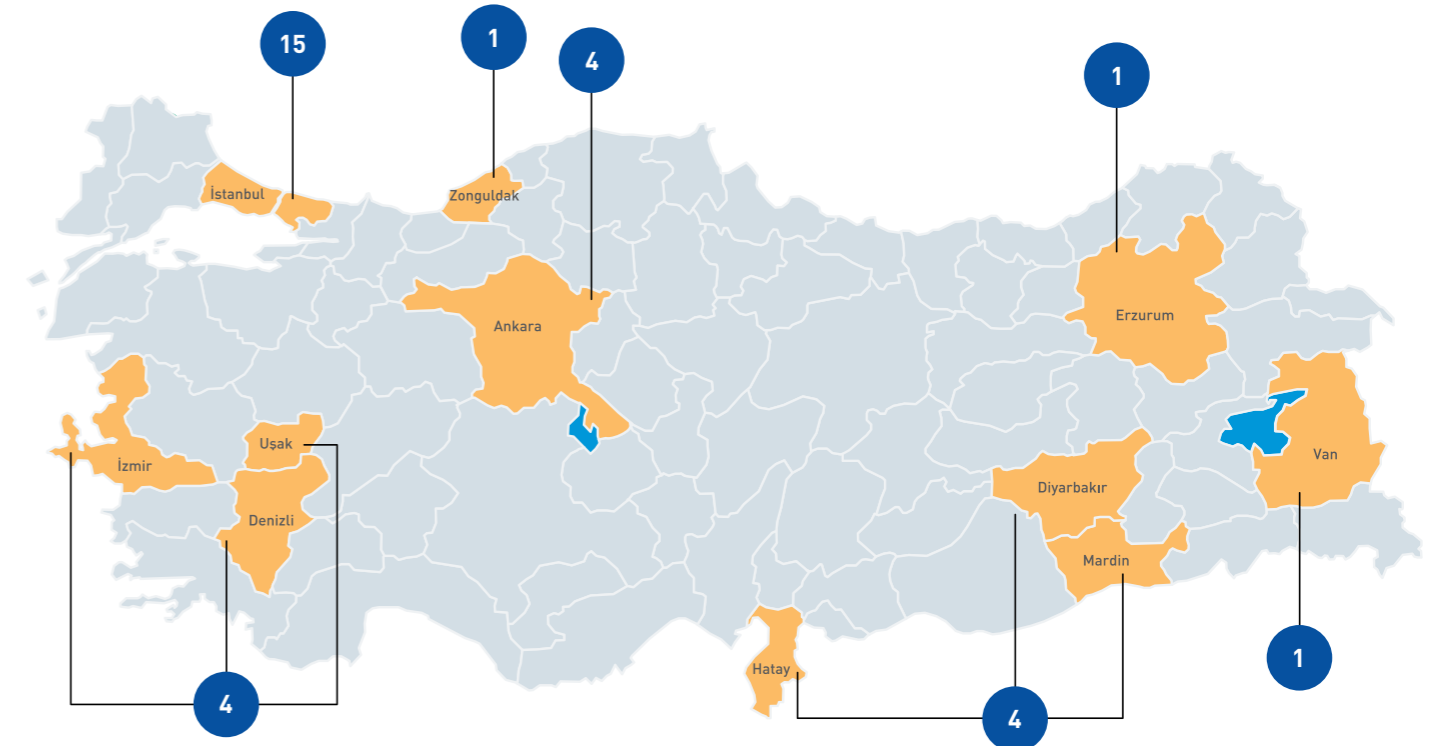 15
1
4
1
İstanbul
Zonguldak
Ankara
Erzurum
Uşak
İzmir
Van
Diyarbakır
Denizli
Mardin
Hatay
1
4
4